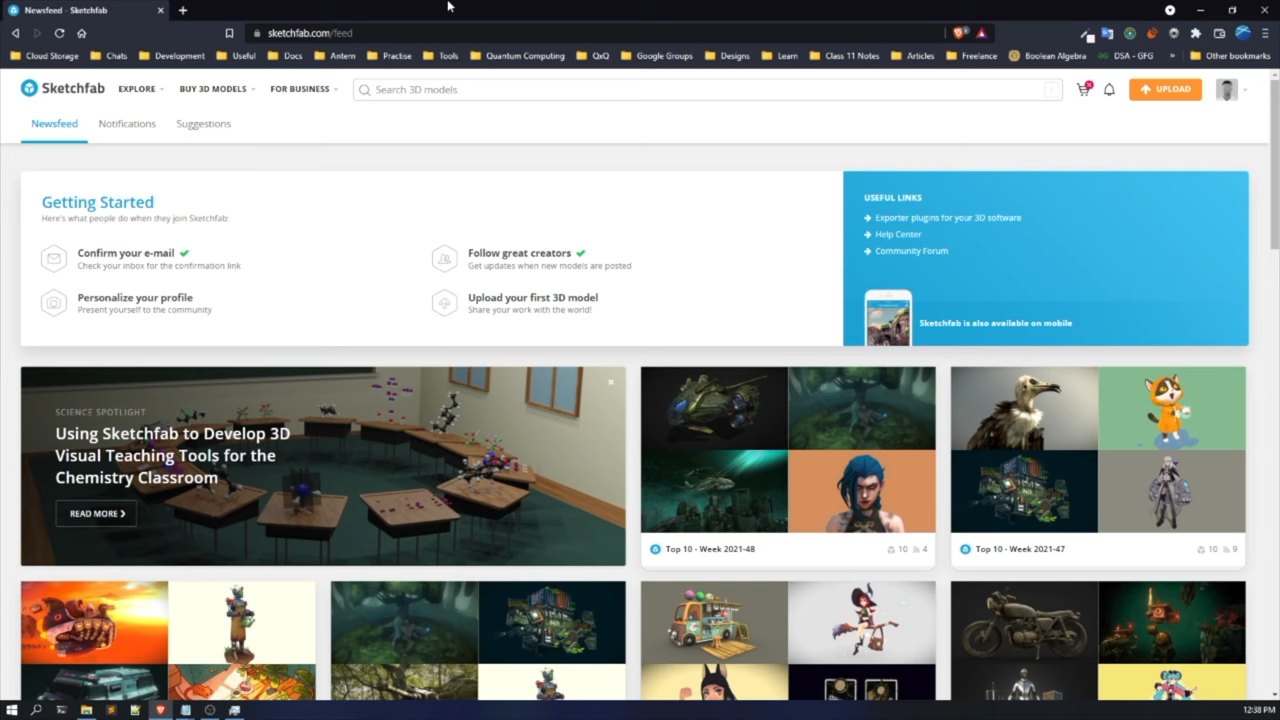 Newsfeed - Sketchfab
sketchfab.com/feed
Cloud Storage
Chats
Development
Useful
Docs
Antern
Practise
Tools
Quantum Computing
QxQ
Google Groups
Designs
Learn
Class 11 Notes
Articles
Freelance
Boolean Algebra
DSA - GFG
»
Other bookmarks
Sketchfab
EXPLORE
BUY 3D MODELS
FOR BUSINESS
Search 3D models
/
UPLOAD
Newsfeed
Notifications
Suggestions
Getting Started
Here's what people do when they join Sketchfab:
Confirm your e-mail
Check your inbox for the confirmation link
Follow great creators
Get updates when new models are posted
Personalize your profile
Present yourself to the community
Upload your first 3D model
Share your work with the world!
USEFUL LINKS
Exporter plugins for your 3D software
Help Center
Community Forum
Sketchfab is also available on mobile
SCIENCE SPOTLIGHT
Using Sketchfab to Develop 3D
Visual Teaching Tools for the
Chemistry Classroom
READ MORE
Top 10 - Week 2021-48
10
4
Top 10 - Week 2021-47
10
9
12:38 PM